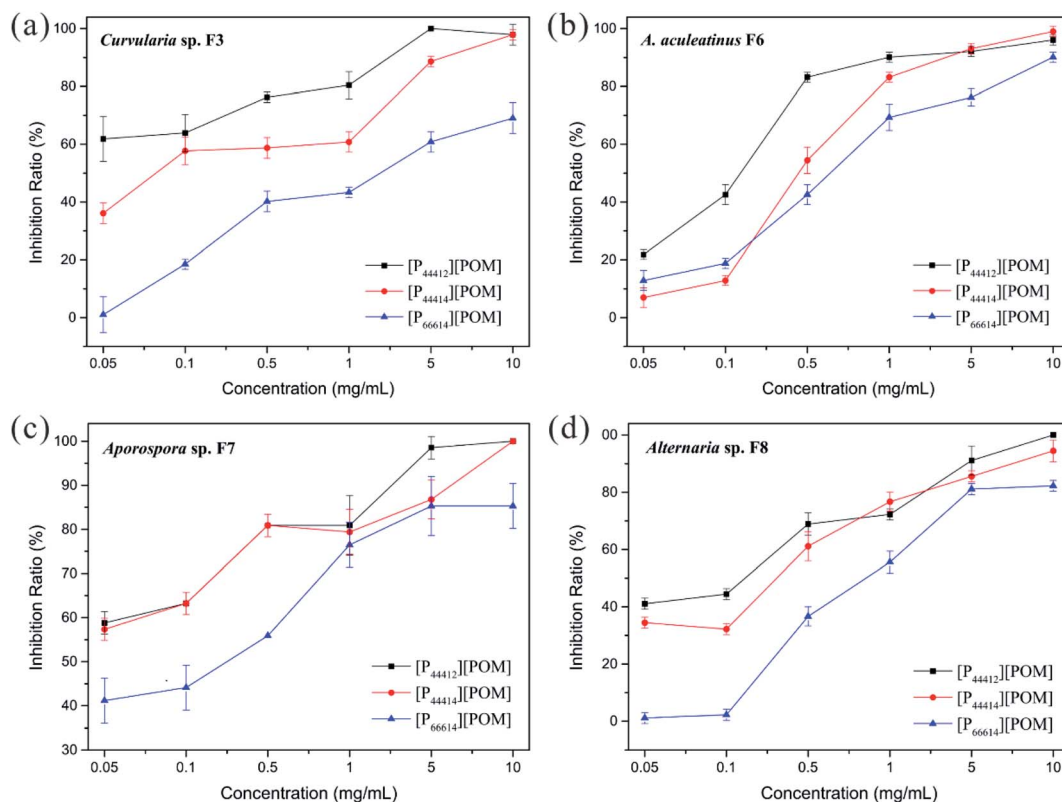 (a)
Curvularia sp. F3
100
80
60
40
20
0
Inhibition Ratio (%)
[P44412][POM]
[P44414][POM]
[P66614][POM]
0.05 0.1 0.5 1 5 10
Concentration (mg/mL)
(b)
A. aculeatinus F6
100
80
60
40
20
0
Inhibition Ratio (%)
[P44412][POM]
[P44414][POM]
[P66614][POM]
0.05 0.1 0.5 1 5 10
Concentration (mg/mL)
(c)
Aporospora sp. F7
100
90
80
70
60
50
40
30
Inhibition Ratio (%)
[P44412][POM]
[P44414][POM]
[P66614][POM]
0.05 0.1 0.5 1 5 10
Concentration (mg/mL)
(d)
Alternaria sp. F8
00
80
60
40
20
0
Inhibition Ratio (%)
[P44412][POM]
[P44414][POM]
[P66614][POM]
0.05 0.1 0.5 1 5 10
Concentration (mg/mL)